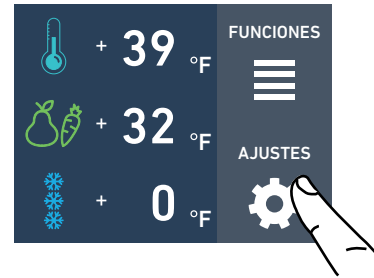 + 39 °F
FUNCIONES
+ 32 °F
AJUSTES
+ 0 °F